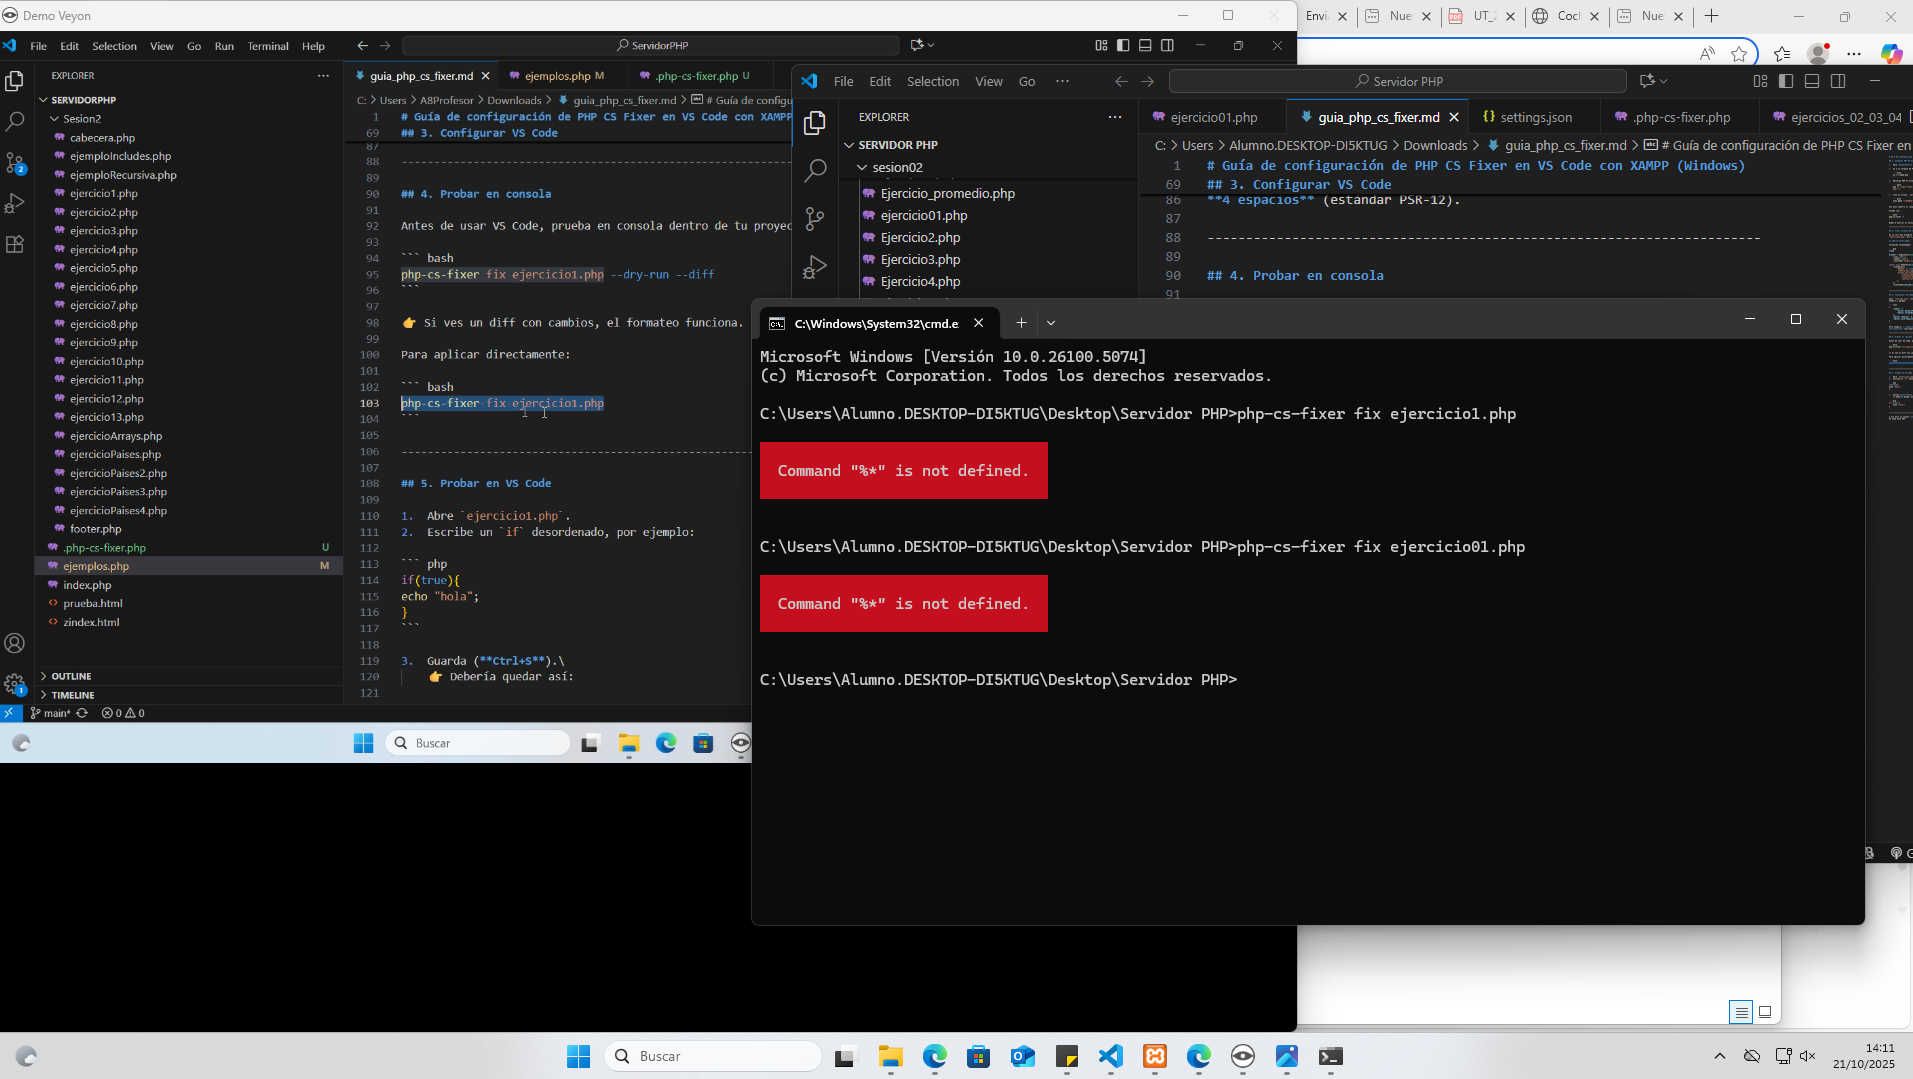 Demo Veyon
File Edit Selection View Go Run Terminal Help
ServidorPHP
EXPLORER
SERVIDORPHP
Sesion2
cabecera.php
ejemploIncludes.php
ejemploRecursiva.php
ejercicio1.php
ejercicio2.php
ejercicio3.php
ejercicio4.php
ejercicio5.php
ejercicio6.php
ejercicio7.php
ejercicio8.php
ejercicio9.php
ejercicio10.php
ejercicio11.php
ejercicio12.php
ejercicio13.php
ejercicioArrays.php
ejercicioPaises.php
ejercicioPaises2.php
ejercicioPaises3.php
ejercicioPaises4.php
footer.php
.php-cs-fixer.php U
ejemplos.php M
index.php
prueba.html
zindex.html
OUTLINE
TIMELINE
main* 0 0
guia_php_cs_fixer.md ejemplos.php M .php-cs-fixer.php U
C: > Users > A8Profesor > Downloads > guia_php_cs_fixer.md > # Guía de configu
1 # Guía de configuración de PHP CS Fixer en VS Code con XAMPP
69 ## 3. Configurar VS Code
87
88 --------------------------------------------------
89
90 ## 4. Probar en consola
91
92 Antes de usar VS Code, prueba en consola dentro de tu proyec
93
94 ``` bash
95 php-cs-fixer fix ejercicio1.php --dry-run --diff
96 ```
97
98 👉 Si ves un diff con cambios, el formateo funciona.
99
100 Para aplicar directamente:
101
102 ``` bash
103 php-cs-fixer fix ejercicio1.php
104 ```
105
106 --------------------------------------------------
107
108 ## 5. Probar en VS Code
109
110 1. Abre `ejercicio1.php`.
111 2. Escribe un `if` desordenado, por ejemplo:
112
113 ``` php
114 if(true){
115 echo "hola";
116 }
117 ```
118
119 3. Guarda (**Ctrl+S**).\
120 👉 Debería quedar así:
121
Buscar
Envi Nue UT_ Coc Nue
File Edit Selection View Go
Servidor PHP
EXPLORER
SERVIDOR PHP
sesion02
Ejercicio_promedio.php
ejercicio01.php
Ejercicio2.php
Ejercicio3.php
Ejercicio4.php
ejercicio01.php guia_php_cs_fixer.md settings.json .php-cs-fixer.php ejercicios_02_03_04
C: > Users > Alumno.DESKTOP-DI5KTUG > Downloads > guia_php_cs_fixer.md > # Guía de configuración de PHP CS Fixer en
1 # Guía de configuración de PHP CS Fixer en VS Code con XAMPP (Windows)
69 ## 3. Configurar VS Code
86 **4 espacios** (estándar PSR-12).
87
88 ------------------------------------------------------------------------
89
90 ## 4. Probar en consola
91
C:\Windows\System32\cmd.e
Microsoft Windows [Versión 10.0.26100.5074]
(c) Microsoft Corporation. Todos los derechos reservados.
C:\Users\Alumno.DESKTOP-DI5KTUG\Desktop\Servidor PHP>php-cs-fixer fix ejercicio1.php
Command "%*" is not defined.
C:\Users\Alumno.DESKTOP-DI5KTUG\Desktop\Servidor PHP>php-cs-fixer fix ejercicio01.php
Command "%*" is not defined.
C:\Users\Alumno.DESKTOP-DI5KTUG\Desktop\Servidor PHP>
Buscar
14:11
21/10/2025